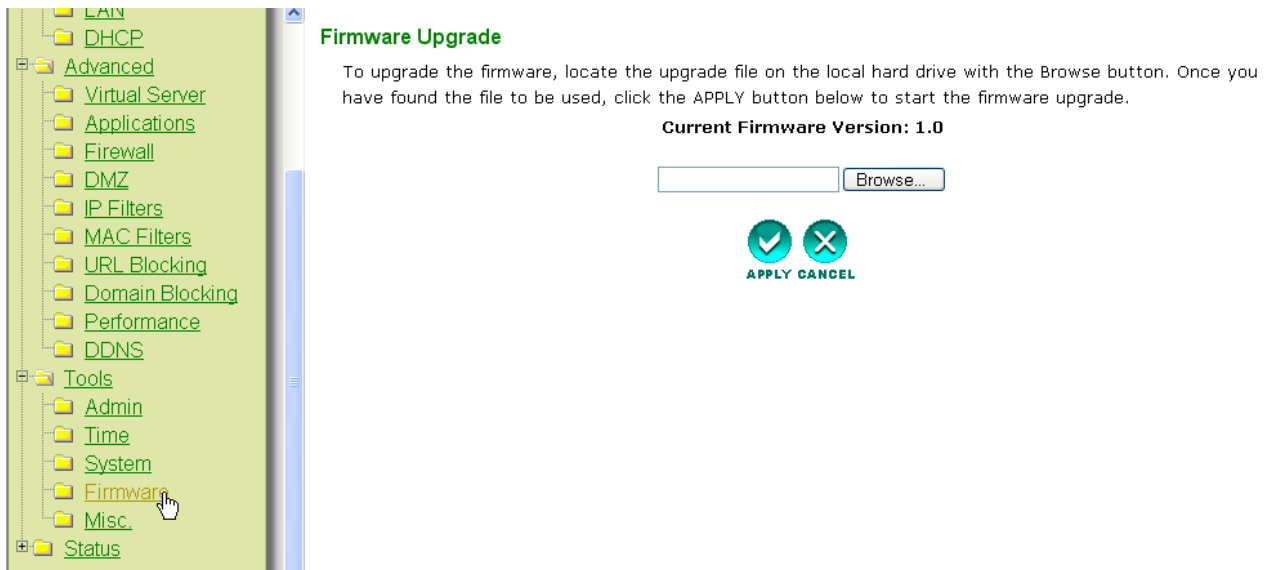 LAN
DHCP
Advanced
Virtual Server
Applications
Firewall
DMZ
IP Filters
MAC Filters
URL Blocking
Domain Blocking
Performance
DDNS
Tools
Admin
Time
System
Firmware
Misc.
Status
Firmware Upgrade
To upgrade the firmware, locate the upgrade file on the local hard drive with the Browse button. Once you
have found the file to be used, click the APPLY button below to start the firmware upgrade.
Current Firmware Version: 1.0
Browse...
APPLY CANCEL